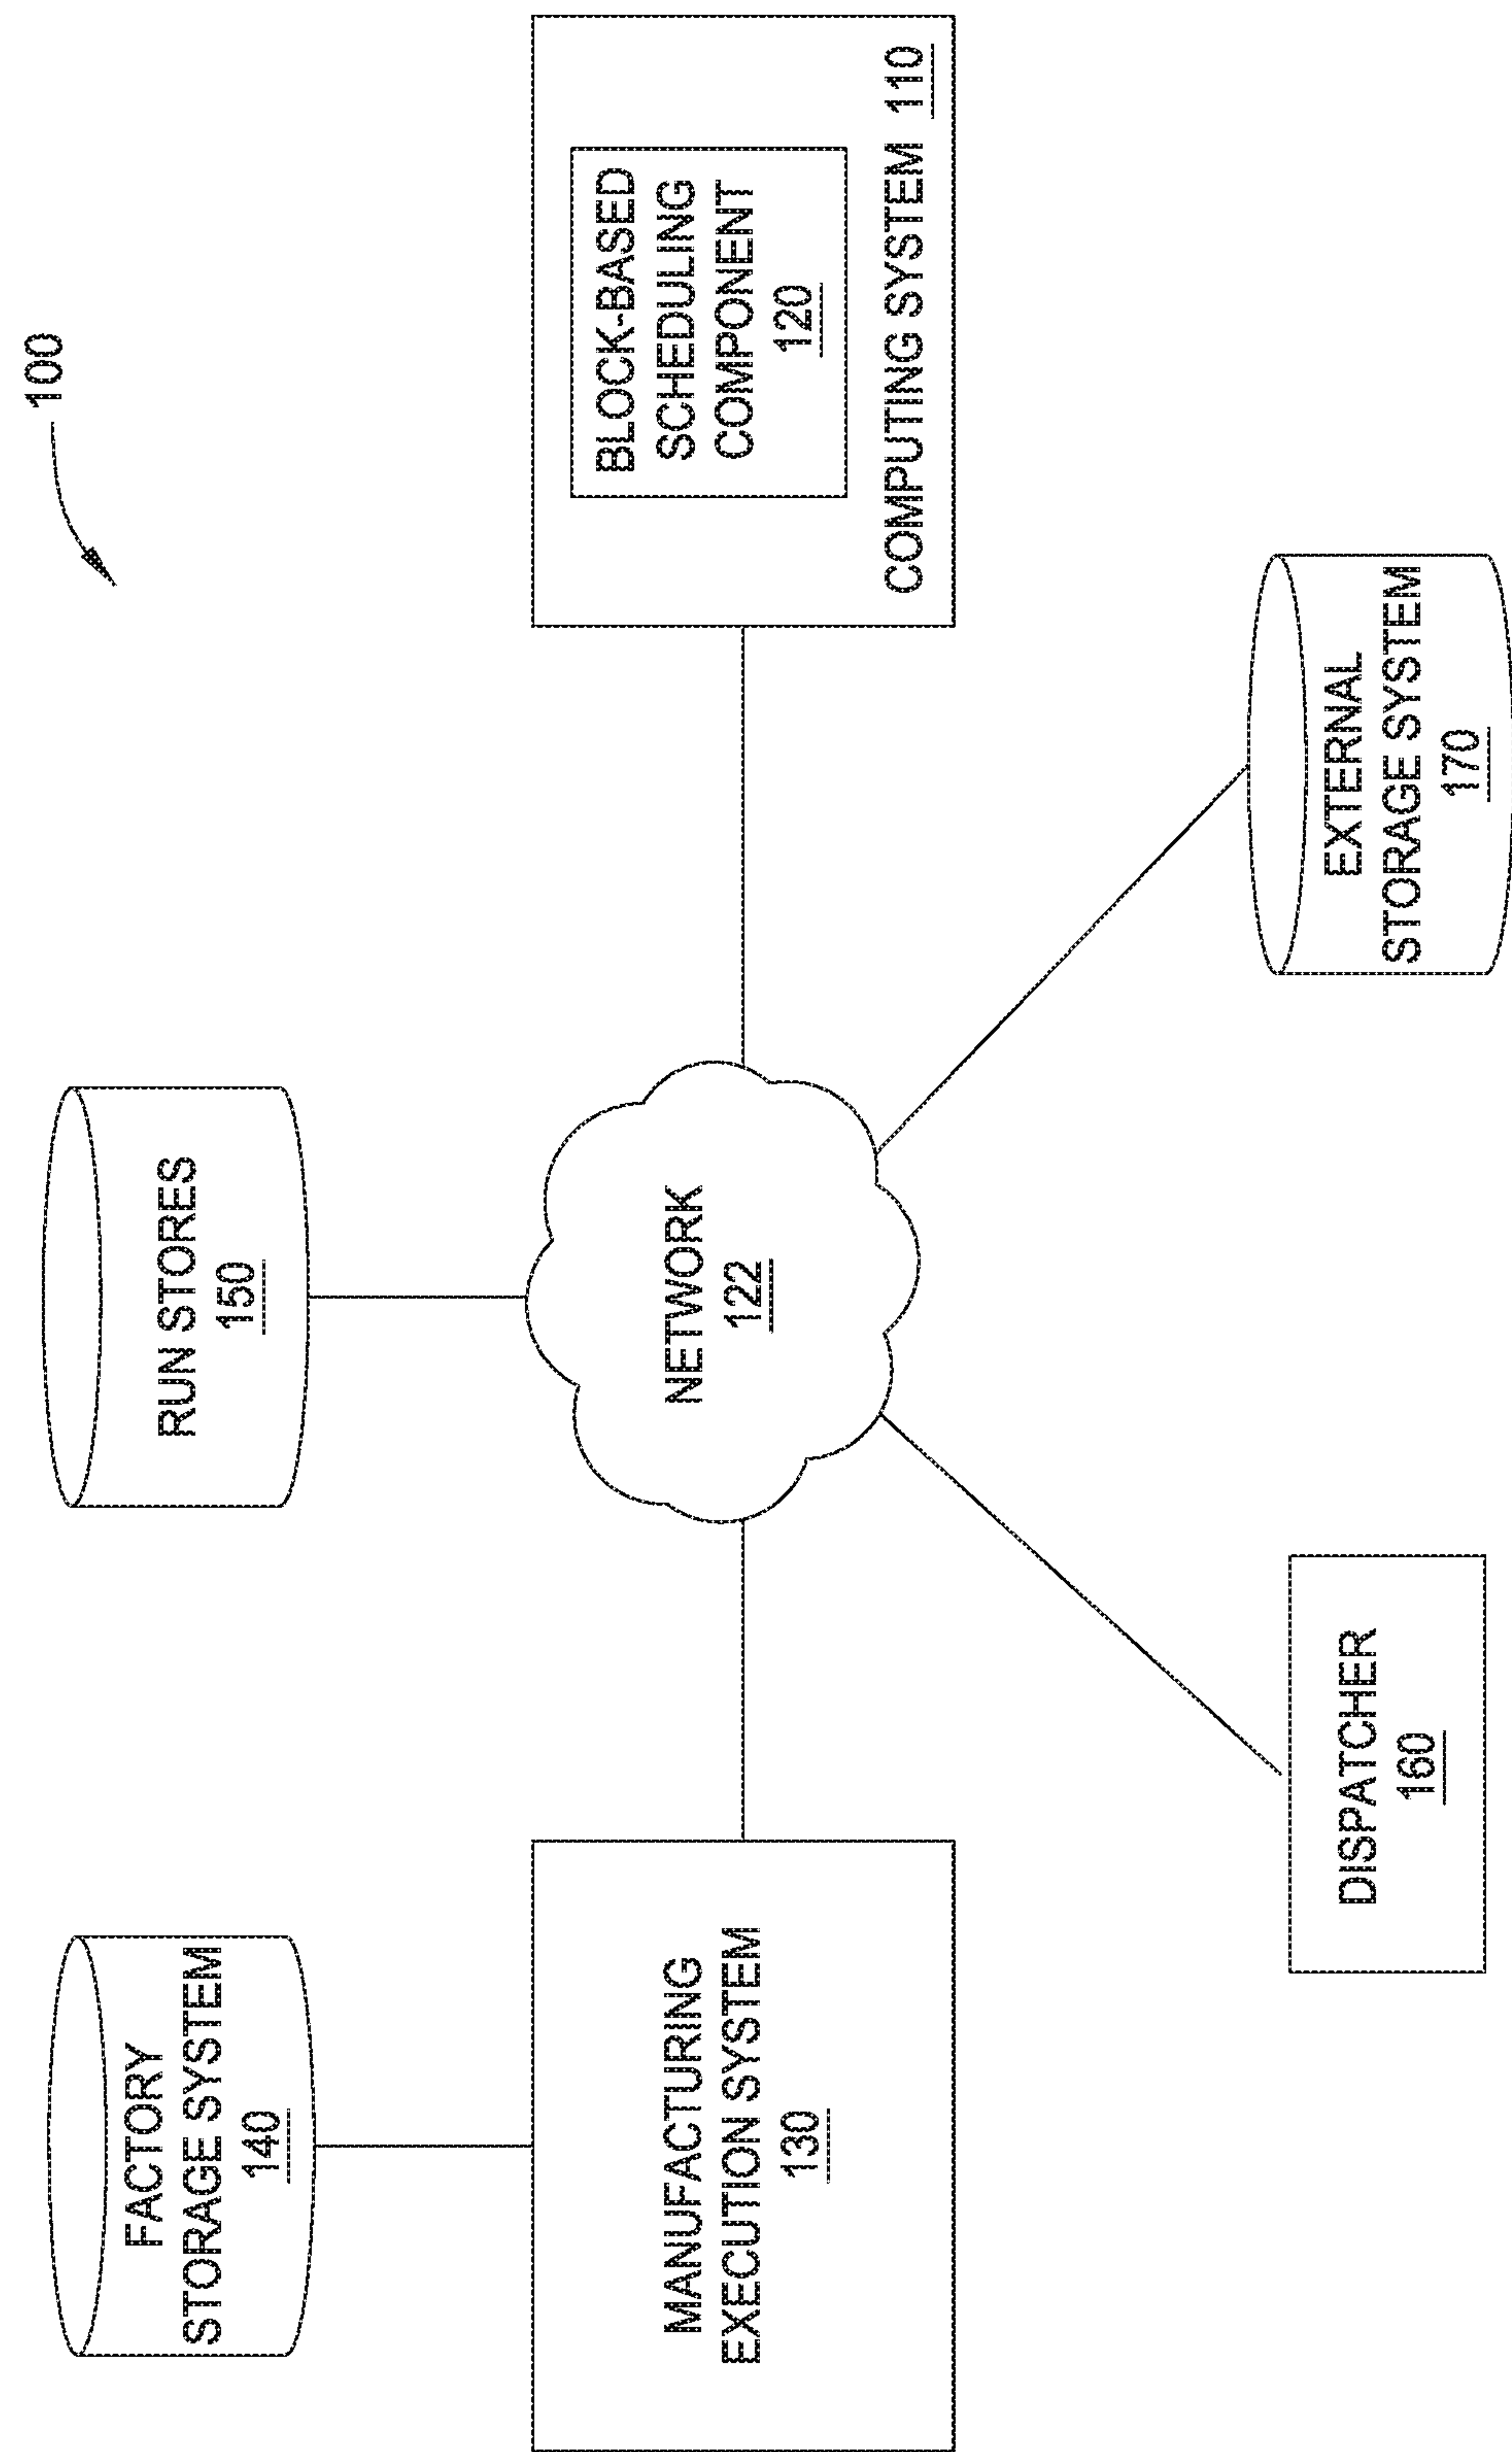 100
FACTORY
STORAGE SYSTEM
140
RUN STORES
150
MANUFACTURING
EXECUTION SYSTEM
130
NETWORK
122
BLOCK-BASED
SCHEDULING
COMPONENT
120
COMPUTING SYSTEM 110
DISPATCHER
160
EXTERNAL
STORAGE SYSTEM
170